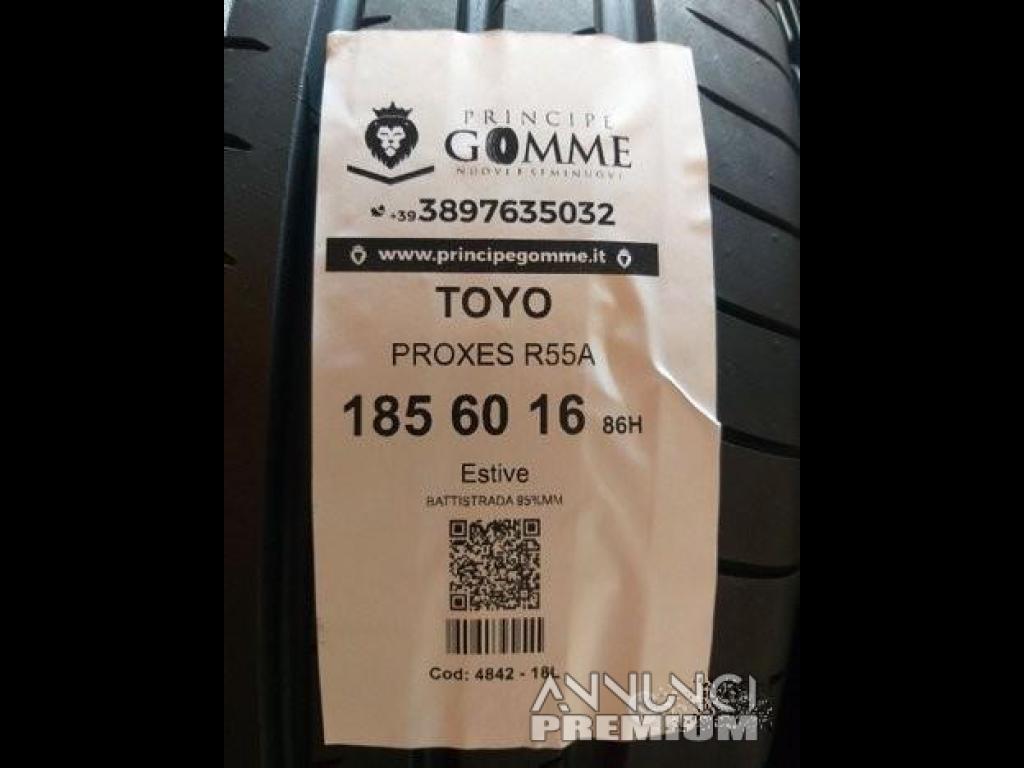 PRINCIPE
GOMME
NUOVE E SEMINUOVE
+39 3897635032
www.principegomme.it
TOYO
PROXES R55A
185 60 16 86H
Estive
BATTISTRADA 95%MM
Cod: 4842 - 18L
ANNUNCI
PREMIUM